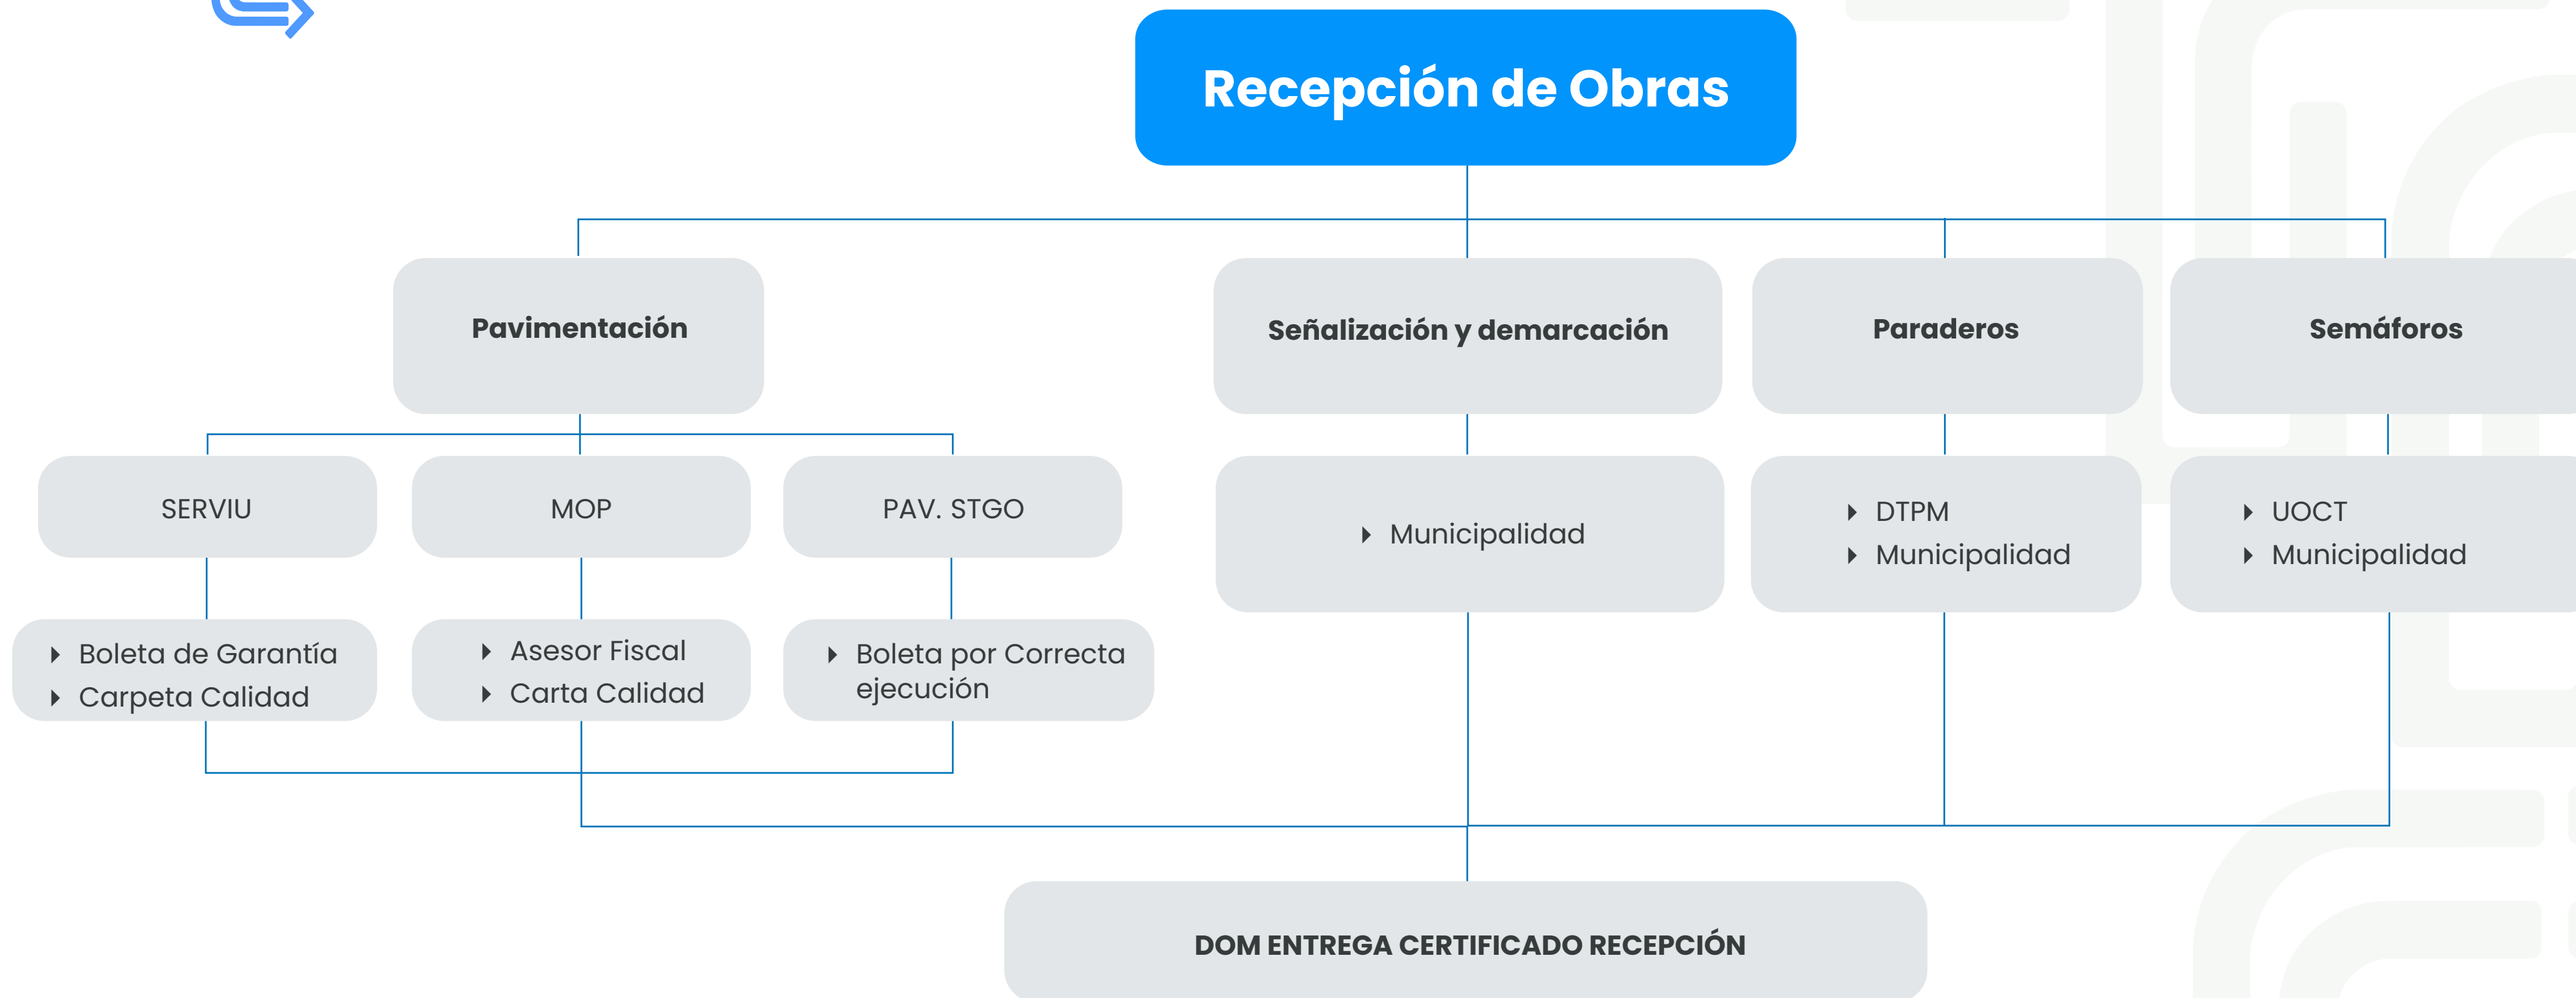 Recepción de Obras
Pavimentación
Señalización y demarcación
Paraderos
Semáforos
SERVIU
MOP
PAV. STGO
Municipalidad
DTPM
Municipalidad
UOCT
Municipalidad
Boleta de Garantía
Carpeta Calidad
Asesor Fiscal
Carta Calidad
Boleta por Correcta
ejecución
DOM ENTREGA CERTIFICADO RECEPCIÓN